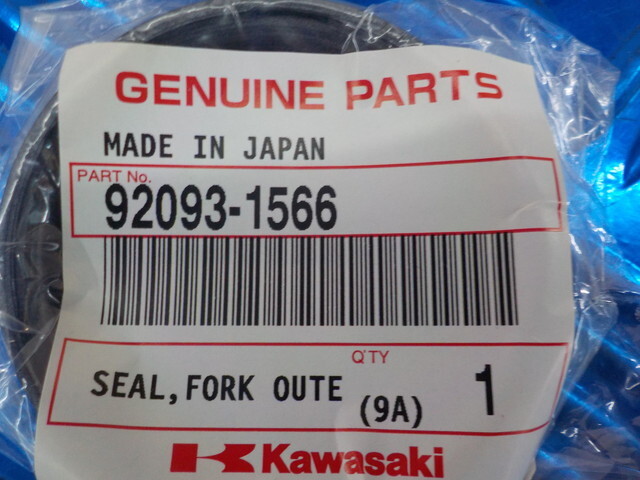 GENUINE PARTS
MADE IN JAPAN
PART No.
92093-1566
Q'TY
SEAL,FORK OUTE (9A) 1
Kawasaki